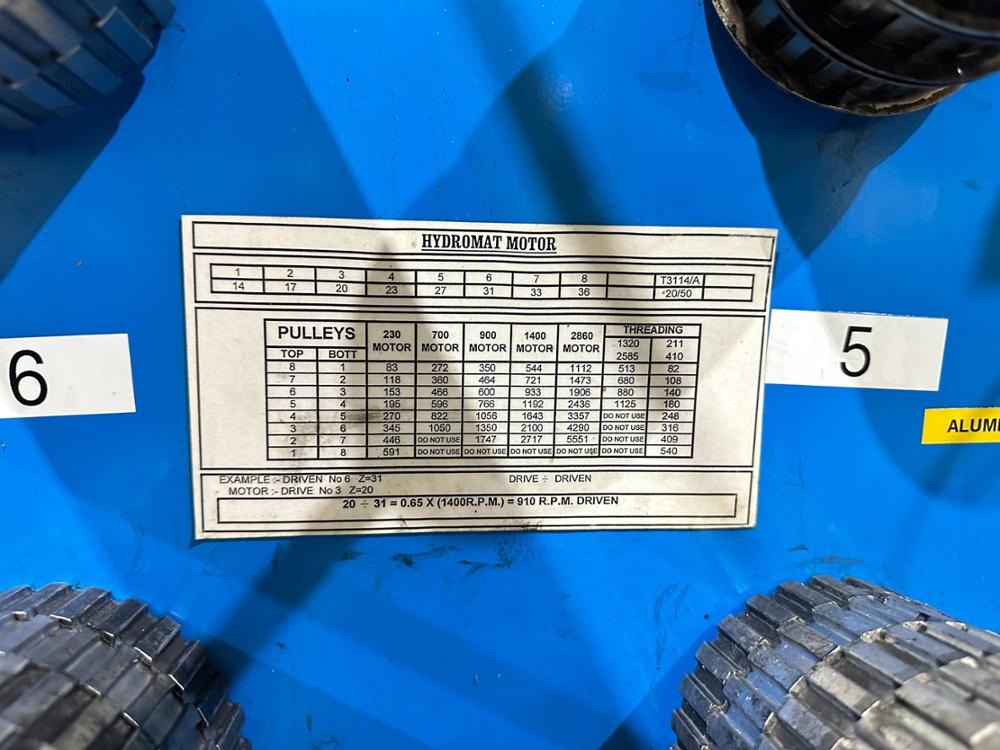 HYDROMAT MOTOR
1 2 3 4 5 6 7 8 T3114/A
14 17 20 23 27 31 33 36 *20/50
PULLEYS 230 MOTOR 700 MOTOR 900 MOTOR 1400 MOTOR 2860 MOTOR THREADING
1320 211
TOP BOTT 2585 410
8 1 83 272 350 544 1112 513 82
7 2 118 360 464 721 1473 680 108
6 3 153 466 600 933 1906 880 140
5 4 195 596 766 1192 2436 1125 180
4 5 270 822 1056 1643 3357 DO NOT USE 248
3 6 345 1050 1350 2100 4290 DO NOT USE 316
2 7 446 DO NOT USE 1747 2717 5551 DO NOT USE 409
1 8 591 DO NOT USE DO NOT USE DO NOT USE DO NOT USE DO NOT USE 540
EXAMPLE :- DRIVEN No 6 Z=31 DRIVE ÷ DRIVEN
MOTOR :- DRIVE No 3 Z=20
20 ÷ 31 = 0.65 X (1400R.P.M.) = 910 R.P.M. DRIVEN
6
5